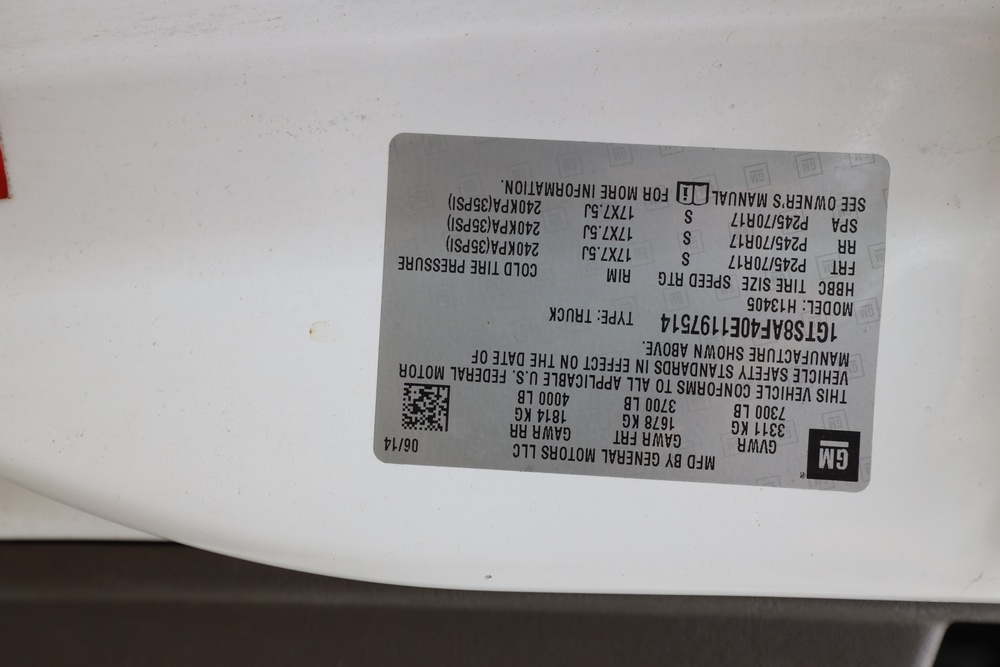 GM
MFD BY GENERAL MOTORS LLC 06/14
GVWR GAWR FRT GAWR RR
3311 KG 1678 KG 1814 KG
7300 LB 3700 LB 4000 LB
THIS VEHICLE CONFORMS TO ALL APPLICABLE U.S. FEDERAL MOTOR
VEHICLE SAFETY STANDARDS IN EFFECT ON THE DATE OF
MANUFACTURE SHOWN ABOVE.
1GTS8AF40E1197514 TYPE: TRUCK
MODEL: H13405
HBBC TIRE SIZE SPEED RTG RIM COLD TIRE PRESSURE
FRT P245/70R17 S 17X7.5J 240KPA(35PSI)
RR P245/70R17 S 17X7.5J 240KPA(35PSI)
SPA P245/70R17 S 17X7.5J 240KPA(35PSI)
SEE OWNER'S MANUAL i FOR MORE INFORMATION.